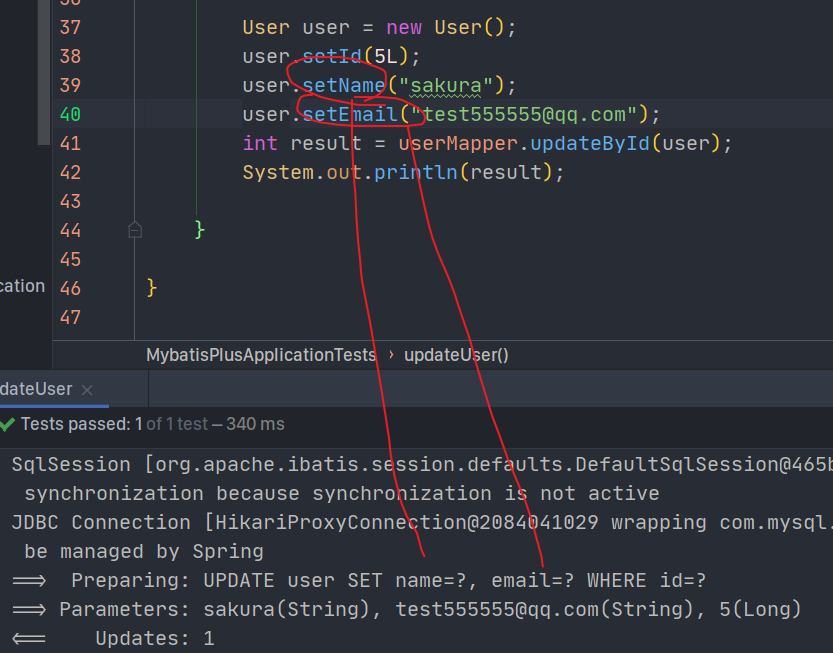 37 User user = new User();
38 user.setId(5L);
39 user.setName("sakura");
40 user.setEmail("test555555@qq.com");
41 int result = userMapper.updateById(user);
42 System.out.println(result);
43
44 }
45
cation 46 }
47
MybatisPlusApplicationTests › updateUser()
dateUser ×
Tests passed: 1 of 1 test – 340 ms
SqlSession [org.apache.ibatis.session.defaults.DefaultSqlSession@465b
synchronization because synchronization is not active
JDBC Connection [HikariProxyConnection@2084041029 wrapping com.mysql.
be managed by Spring
==> Preparing: UPDATE user SET name=?, email=? WHERE id=?
==> Parameters: sakura(String), test555555@qq.com(String), 5(Long)
<== Updates: 1